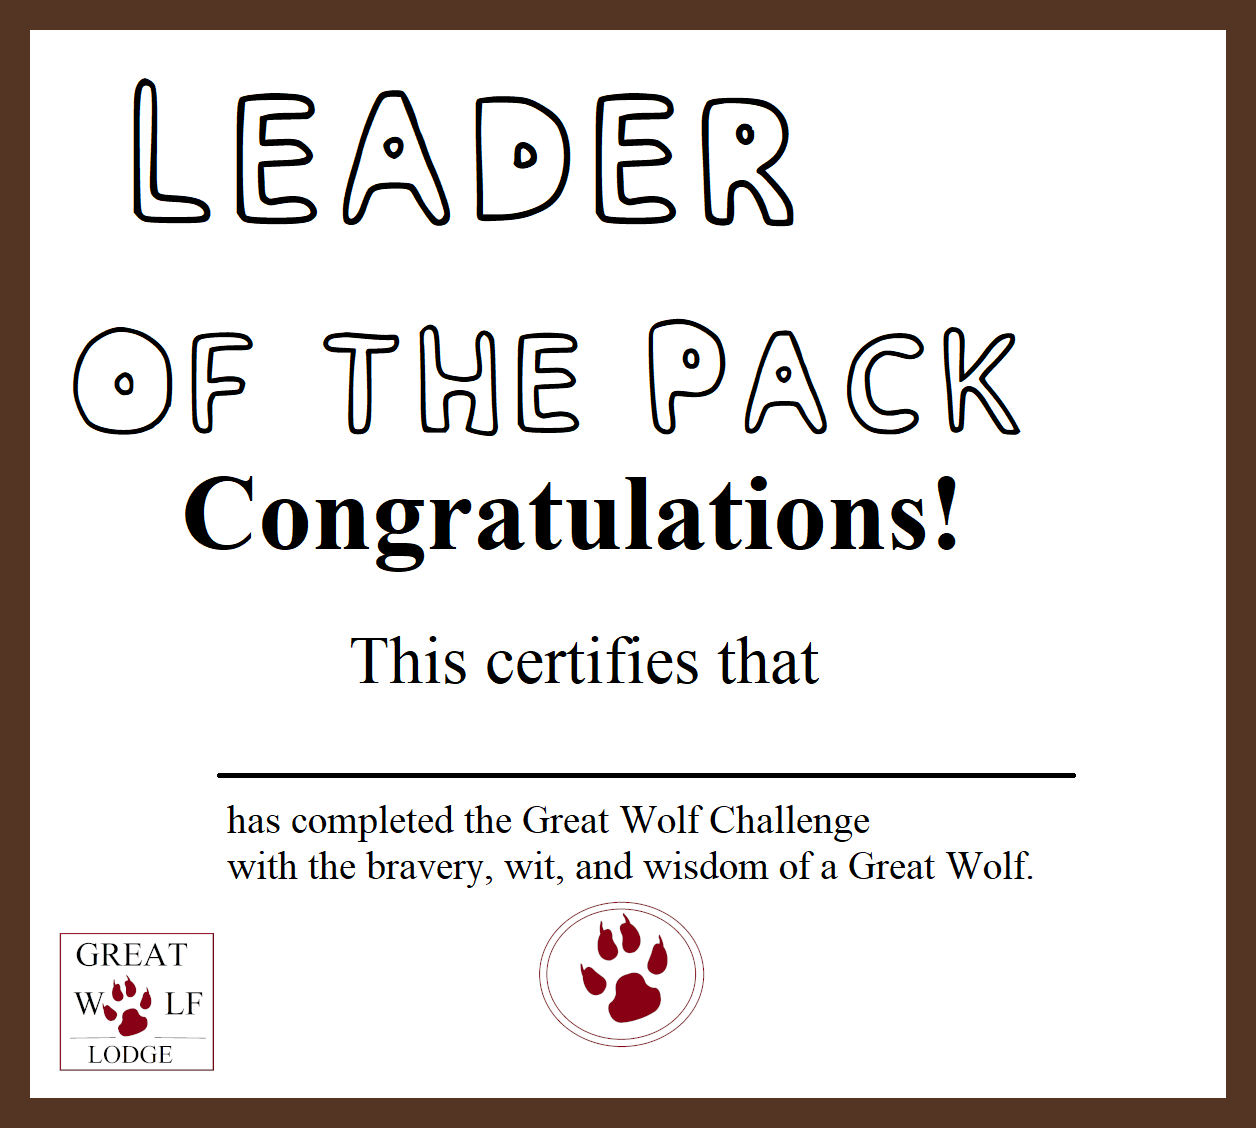 LEADER
OF THE PACK
Congratulations!
This certifies that
has completed the Great Wolf Challenge
with the bravery, wit, and wisdom of a Great Wolf.
GREAT
W LF
LODGE